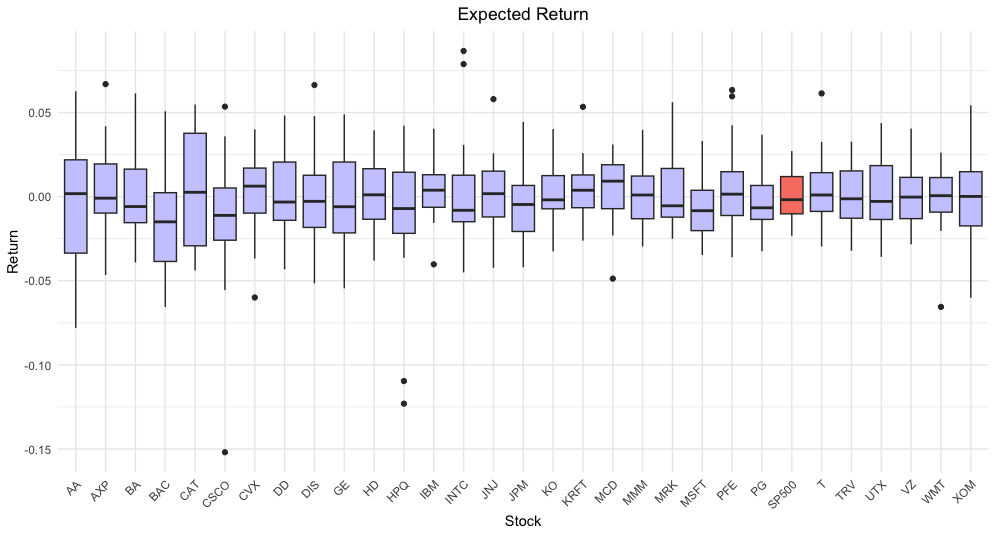 Expected Return
Return
0.05
0.00
-0.05
-0.10
-0.15
AA
AXP
BA
BAC
CAT
CSCO
CVX
DD
DIS
GE
HD
HPQ
IBM
INTC
JNJ
JPM
KO
KRFT
MCD
MMM
MRK
MSFT
PFE
PG
SP500
T
TRV
UTX
VZ
WMT
XOM
Stock